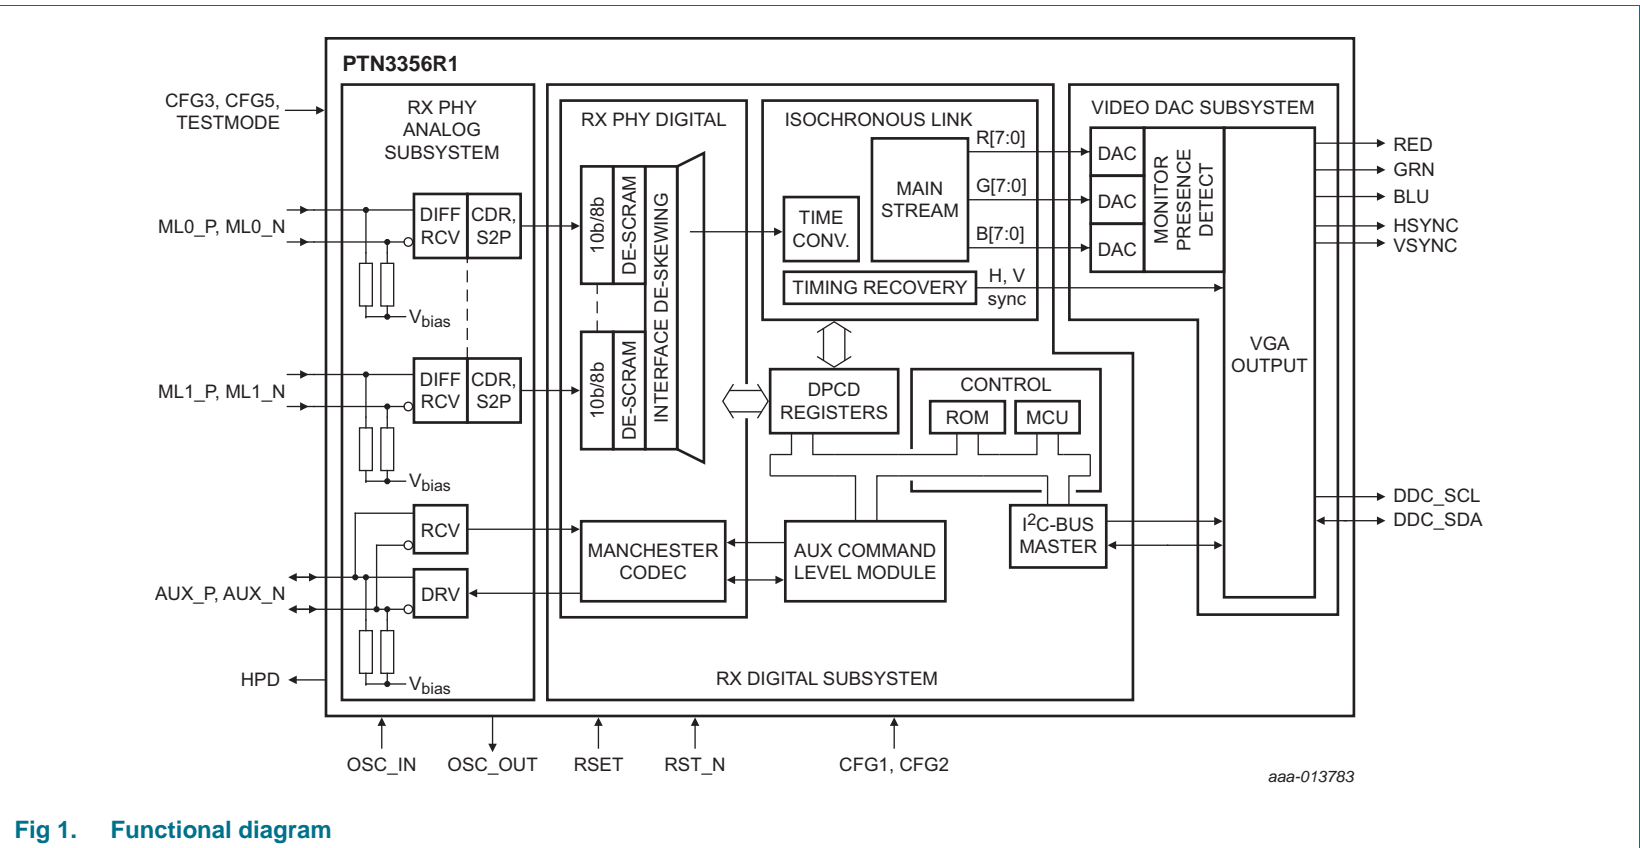 PTN3356R1
CFG3, CFG5,
TESTMODE
RX PHY
ANALOG
SUBSYSTEM
ML0_P, ML0_N
DIFF
RCV
CDR,
S2P
Vbias
ML1_P, ML1_N
DIFF
RCV
CDR,
S2P
Vbias
RCV
DRV
AUX_P, AUX_N
Vbias
HPD
RX PHY DIGITAL
10b/8b
DE-SCRAM
10b/8b
DE-SCRAM
INTERFACE DE-SKEWING
MANCHESTER
CODEC
ISOCHRONOUS LINK
TIME
CONV.
MAIN
STREAM
R[7:0]
G[7:0]
B[7:0]
TIMING RECOVERY
H, V
sync
DPCD
REGISTERS
CONTROL
ROM
MCU
AUX COMMAND
LEVEL MODULE
I2C-BUS
MASTER
RX DIGITAL SUBSYSTEM
VIDEO DAC SUBSYSTEM
DAC
DAC
DAC
MONITOR
PRESENCE
DETECT
VGA
OUTPUT
RED
GRN
BLU
HSYNC
VSYNC
DDC_SCL
DDC_SDA
OSC_IN
OSC_OUT
RSET
RST_N
CFG1, CFG2
aaa-013783
Fig 1. Functional diagram